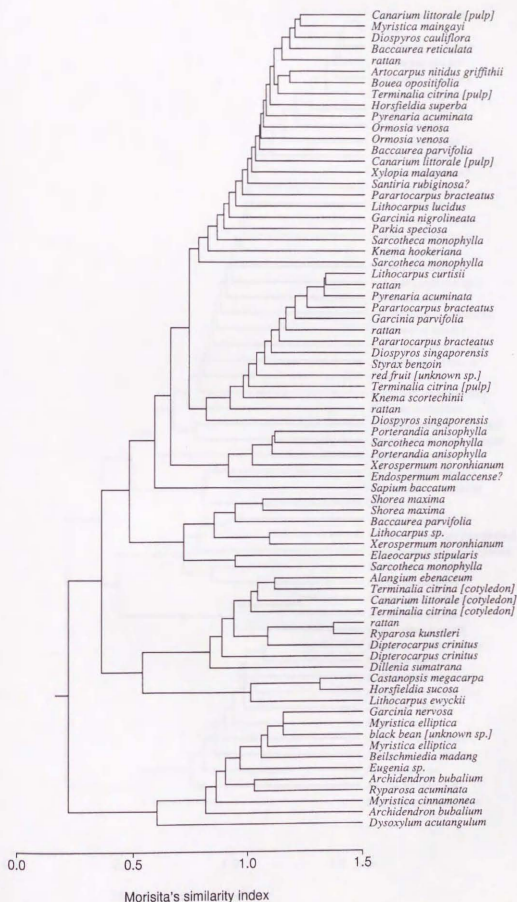 Canarium littorale [pulp]
Myristica maingayi
Diospyros cauliflora
Baccaurea reticulata
rattan
Artocarpus nitidus griffithii
Bouea opositifolia
Terminalia citrina [pulp]
Horsfieldia superba
Pyrenaria acuminata
Ormosia venosa
Ormosia venosa
Baccaurea parvifolia
Canarium littorale [pulp]
Xylopia malayana
Santiria rubiginosa?
Parartocarpus bracteatus
Lithocarpus lucidus
Garcinia nigrolineata
Parkia speciosa
Sarcotheca monophylla
Knema hookeriana
Sarcotheca monophylla
Lithocarpus curtisii
rattan
Pyrenaria acuminata
Parartocarpus bracteatus
Garcinia parvifolia
rattan
Parartocarpus bracteatus
Diospyros singaporensis
Styrax benzoin
red fruit [unknown sp.]
Terminalia citrina [pulp]
Knema scortechinii
rattan
Diospyros singaporensis
Porterandia anisophylla
Sarcotheca monophylla
Porterandia anisophylla
Xerospermum noronhianum
Endospermum malaccense?
Sapium baccatum
Shorea maxima
Shorea maxima
Baccaurea parvifolia
Lithocarpus sp.
Xerospermum noronhianum
Elaeocarpus stipularis
Sarcotheca monophylla
Alangium ebenaceum
Terminalia citrina [cotyledon]
Canarium littorale [cotyledon]
Terminalia citrina [cotyledon]
rattan
Ryparosa kunstleri
Dipterocarpus crinitus
Dipterocarpus crinitus
Dillenia sumatrana
Castanopsis megacarpa
Horsfieldia sucosa
Lithocarpus ewyckii
Garcinia nervosa
Myristica elliptica
black bean [unknown sp.]
Myristica elliptica
Beilschmiedia madang
Eugenia sp.
Archidendron bubalium
Ryparosa acuminata
Myristica cinnamonea
Archidendron bubalium
Dysoxylum acutangulum
0.0 0.5 1.0 1.5
Morisita's similarity index